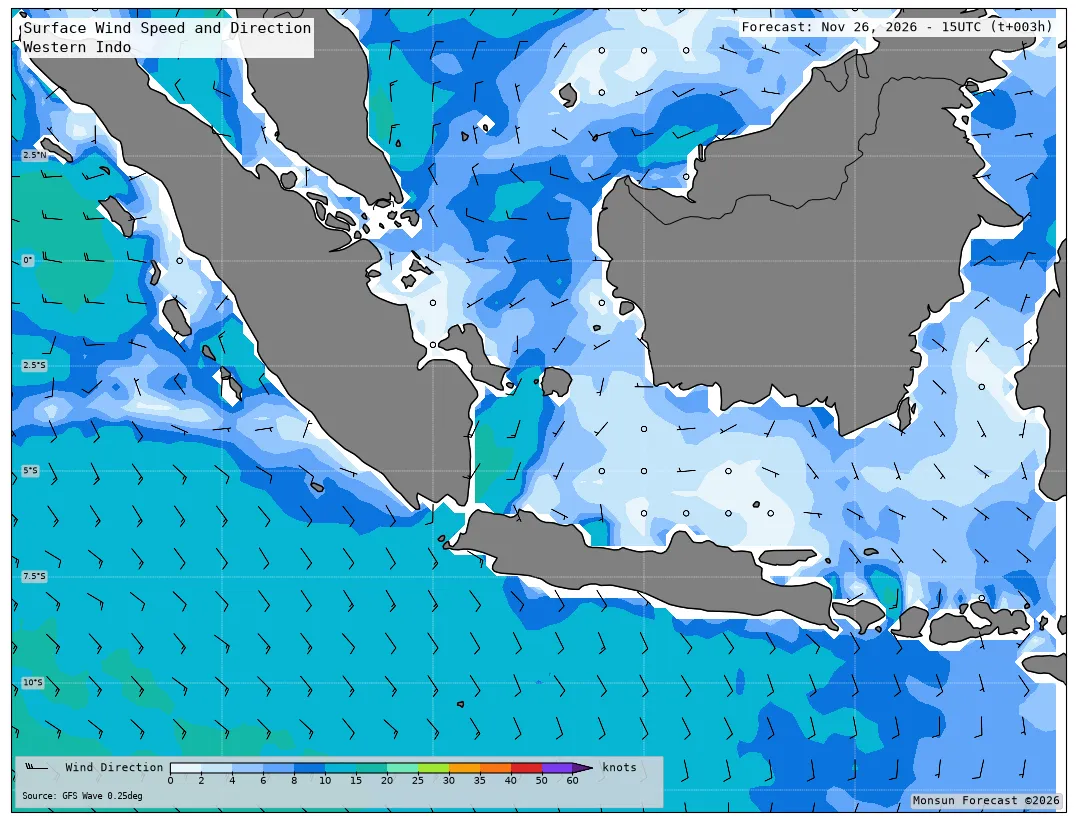 Surface Wind Speed and Direction
Western Indo
Forecast: Nov 26, 2026 - 15UTC (t+003h)
2.5°N
0°
2.5°S
5°S
7.5°S
10°S
Wind Direction
0 2 4 6 8 10 15 20 25 30 35 40 50 60
knots
Source: GFS Wave 0.25deg
Monsun Forecast ©2026